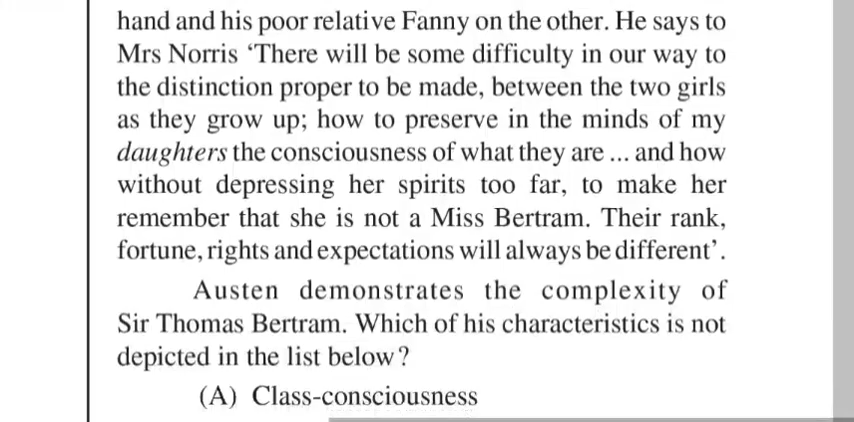 hand and his poor relative Fanny on the other. He says to
Mrs Norris ‘There will be some difficulty in our way to
the distinction proper to be made, between the two girls
as they grow up; how to preserve in the minds of my
daughters the consciousness of what they are ... and how
without depressing her spirits too far, to make her
remember that she is not a Miss Bertram. Their rank,
fortune, rights and expectations will always be different’.
Austen demonstrates the complexity of
Sir Thomas Bertram. Which of his characteristics is not
depicted in the list below?
(A) Class-consciousness